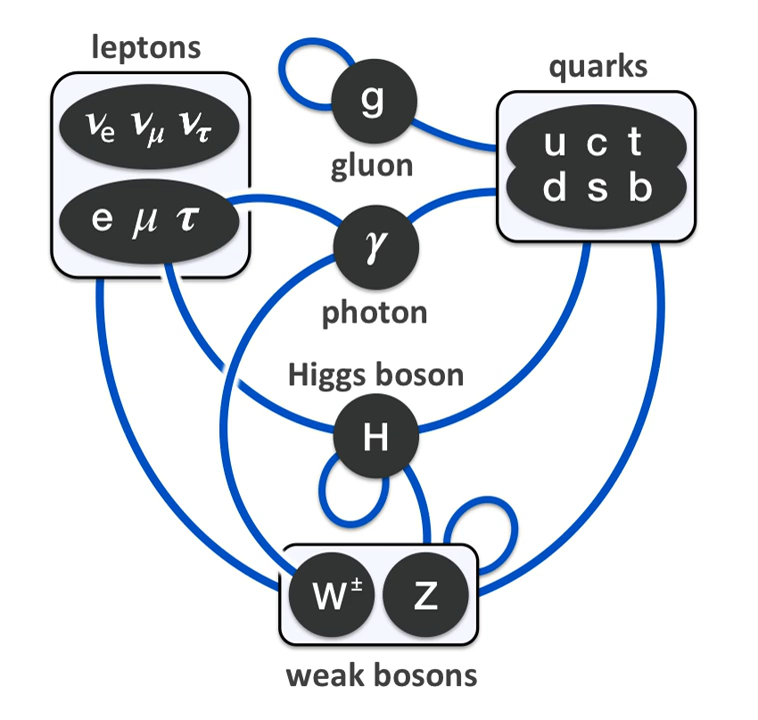 leptons
νe νμ ντ
e μ τ
g
gluon
quarks
u c t
d s b
γ
photon
Higgs boson
H
W± Z
weak bosons